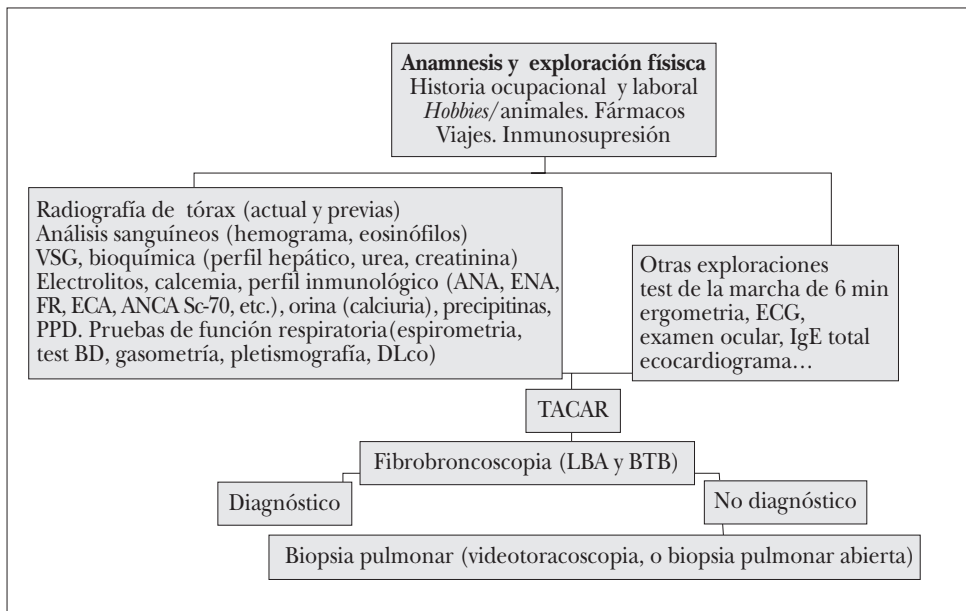 Anamnesis y exploración físisca
Historia ocupacional y laboral
Hobbies/animales. Fármacos
Viajes. Inmunosupresión
Radiografía de tórax (actual y previas)
Análisis sanguíneos (hemograma, eosinófilos)
VSG, bioquímica (perfil hepático, urea, creatinina)
Electrolitos, calcemia, perfil inmunológico (ANA, ENA,
FR, ECA, ANCA Sc-70, etc.), orina (calciuria), precipitinas,
PPD. Pruebas de función respiratoria(espirometria,
test BD, gasometría, pletismografía, DLco)
Otras exploraciones
test de la marcha de 6 min
ergometria, ECG,
examen ocular, IgE total
ecocardiograma…
TACAR
Fibrobroncoscopia (LBA y BTB)
Diagnóstico
No diagnóstico
Biopsia pulmonar (videotoracoscopia, o biopsia pulmonar abierta)